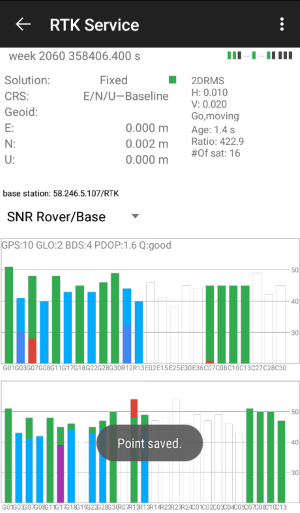 RTK Service
week 2060 358406.400 s
Solution: Fixed
CRS: E/N/U—Baseline
Geoid:
E: 0.000 m
N: 0.002 m
U: 0.000 m
2DRMS
H: 0.010
V: 0.020
Go,moving
Age: 1.4 s
Ratio: 422.9
#Of sat: 16
base station: 58.246.5.107/RTK
SNR Rover/Base
GPS:10 GLO:2 BDS:4 PDOP:1.6 Q:good
50
40
30
G01G03G07G08G11G17G18G22G28G30R12R13E02E15E25E30E36C07C08C10C13C27C28C30
50
40
30
Point saved.
G01G03G07G08G11G17G18G19G22G28G30R07R12R13R14R22R23R24C01C02C03C04C05C07C08C10C13